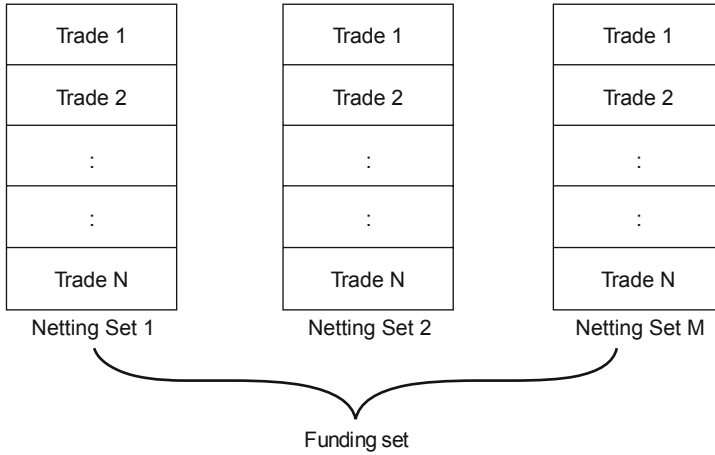 Trade 1
Trade 2
:
:
Trade N
Netting Set 1
Trade 1
Trade 2
:
:
Trade N
Netting Set 2
Trade 1
Trade 2
:
:
Trade N
Netting Set M
Funding set